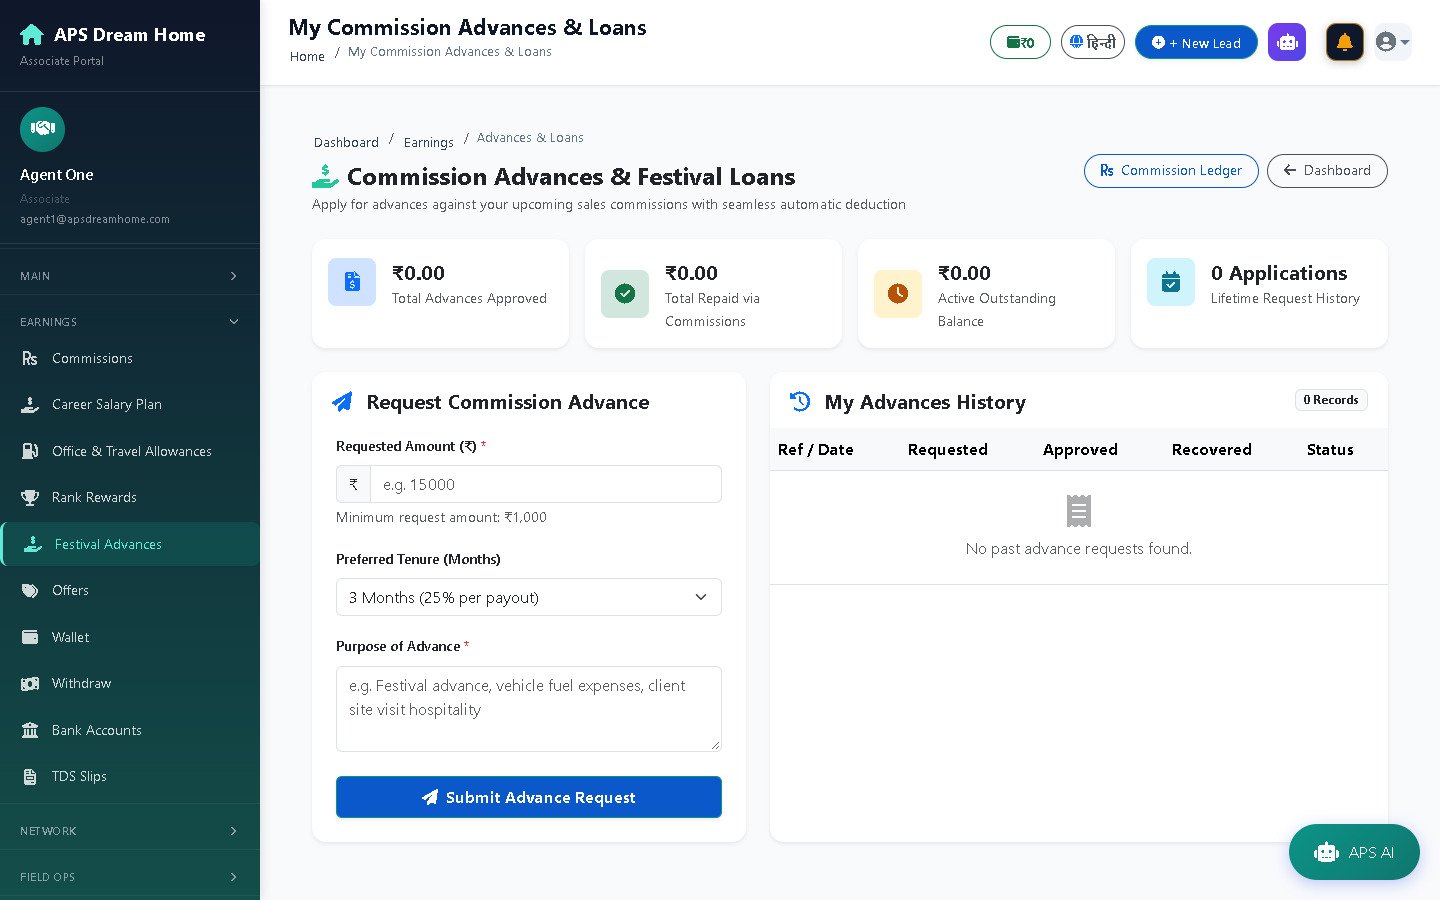 APS Dream Home
Associate Portal
Agent One
Associate
agent1@apsdreamhome.com
MAIN
EARNINGS
Commissions
Career Salary Plan
Office & Travel Allowances
Rank Rewards
Festival Advances
Offers
Wallet
Withdraw
Bank Accounts
TDS Slips
NETWORK
FIELD OPS
My Commission Advances & Loans
Home / My Commission Advances & Loans
₹0
हिन्दी
+ New Lead
Dashboard / Earnings / Advances & Loans
Commission Advances & Festival Loans
Apply for advances against your upcoming sales commissions with seamless automatic deduction
₨ Commission Ledger
Dashboard
₹0.00
Total Advances Approved
₹0.00
Total Repaid via
Commissions
₹0.00
Active Outstanding
Balance
0 Applications
Lifetime Request History
Request Commission Advance
Requested Amount (₹) *
₹ e.g. 15000
Minimum request amount: ₹1,000
Preferred Tenure (Months)
3 Months (25% per payout)
Purpose of Advance *
e.g. Festival advance, vehicle fuel expenses, client
site visit hospitality
Submit Advance Request
My Advances History
0 Records
Ref / Date Requested Approved Recovered Status
No past advance requests found.
APS AI